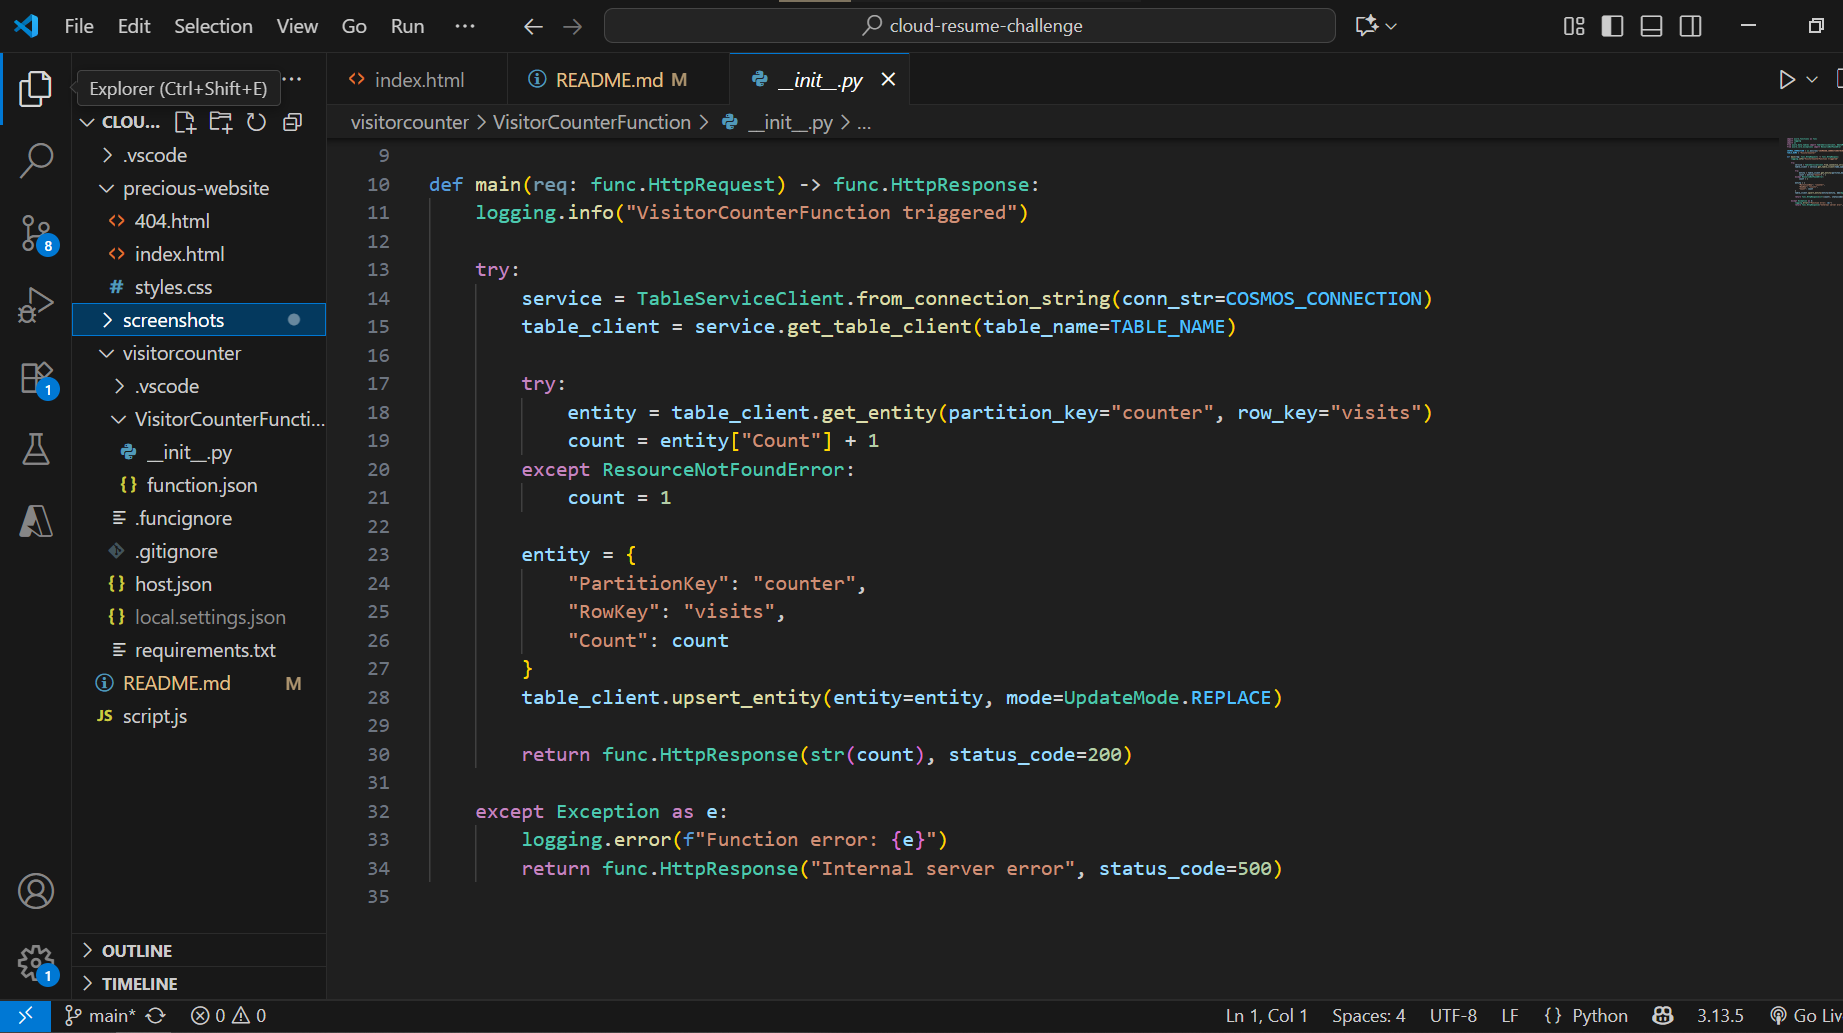 File Edit Selection View Go Run ··· cloud-resume-challenge
Explorer (Ctrl+Shift+E) ···
CLOU...
.vscode
precious-website
<> 404.html
<> index.html
# styles.css
screenshots
visitorcounter
.vscode
VisitorCounterFuncti...
__init__.py
{} function.json
.funcignore
.gitignore
{} host.json
{} local.settings.json
requirements.txt
README.md M
JS script.js
OUTLINE
TIMELINE
8
1
1
<> index.html README.md M __init__.py
visitorcounter > VisitorCounterFunction > __init__.py > ...
9
10 def main(req: func.HttpRequest) -> func.HttpResponse:
11 logging.info("VisitorCounterFunction triggered")
12
13 try:
14 service = TableServiceClient.from_connection_string(conn_str=COSMOS_CONNECTION)
15 table_client = service.get_table_client(table_name=TABLE_NAME)
16
17 try:
18 entity = table_client.get_entity(partition_key="counter", row_key="visits")
19 count = entity["Count"] + 1
20 except ResourceNotFoundError:
21 count = 1
22
23 entity = {
24 "PartitionKey": "counter",
25 "RowKey": "visits",
26 "Count": count
27 }
28 table_client.upsert_entity(entity=entity, mode=UpdateMode.REPLACE)
29
30 return func.HttpResponse(str(count), status_code=200)
31
32 except Exception as e:
33 logging.error(f"Function error: {e}")
34 return func.HttpResponse("Internal server error", status_code=500)
35
main* 0 0 Ln 1, Col 1 Spaces: 4 UTF-8 LF {} Python 3.13.5 Go Liv